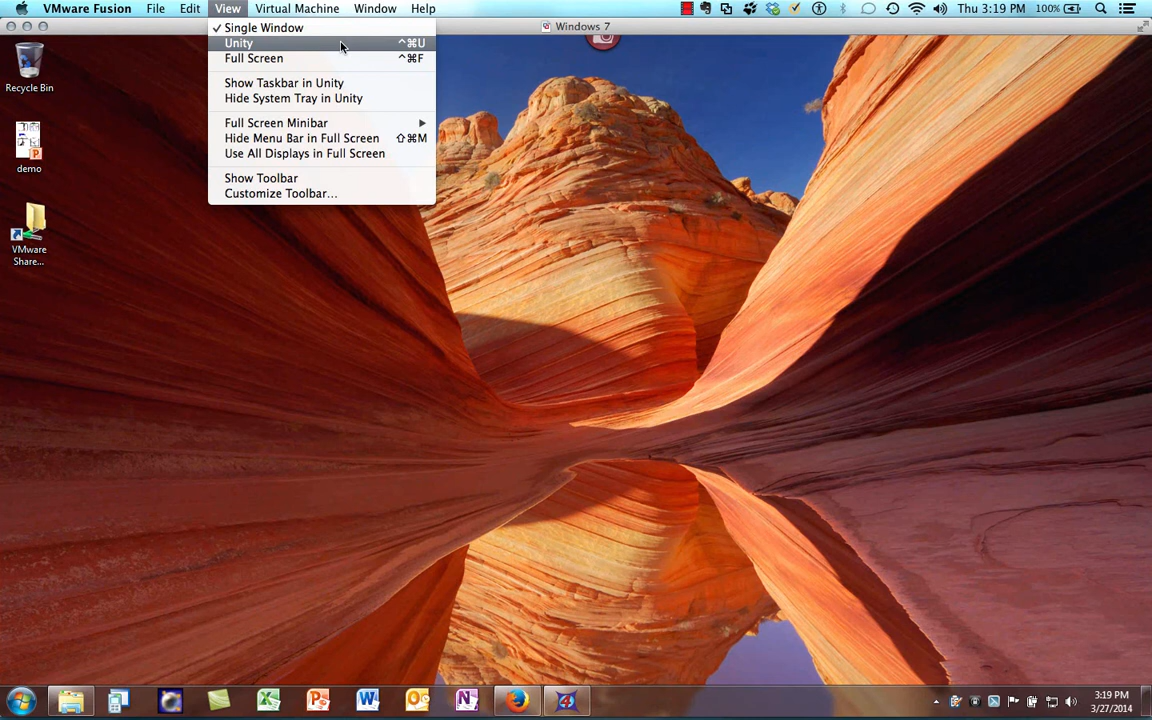 VMware Fusion File Edit View Virtual Machine Window Help Thu 3:19 PM 100%
Windows 7
✓ Single Window
Unity ^⌘U
Full Screen ^⌘F
Show Taskbar in Unity
Hide System Tray in Unity
Full Screen Minibar ▶
Hide Menu Bar in Full Screen ⇧⌘M
Use All Displays in Full Screen
Show Toolbar
Customize Toolbar...
Recycle Bin
demo
VMware
Share...
3:19 PM
3/27/2014